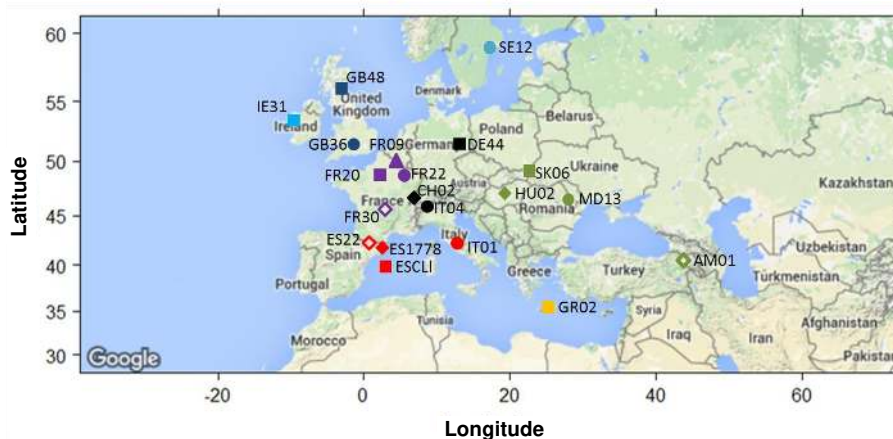 60
SE12
GB48
55
Denmark
United
Kingdom
IE31
Ireland
Belarus
Poland
GB36
FR09
Germany
DE44
50
SK06
Ukraine
FR20
FR22
Kazakhstan
CH02
Austria
HU02
France
IT04
Romania
MD13
45
FR30
Italy
ES22
ES1778
IT01
Uzbekistan
Spain
AM01
40
ESCLI
Greece
Turkey
Türkmenistan
Portugal
GR02
35
Syria
Afghanistan
Tunisia
Iraq
Iran
Morocco
30
Google
Pakistan
-20
0
20
40
60
Latitude
Longitude